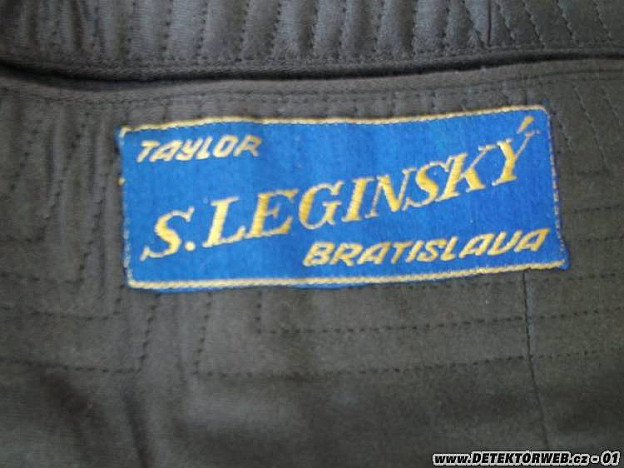 TAYLOR
S. LEGINSKÝ
BRATISLAVA
www.DETEKTORWEB.cz - 01